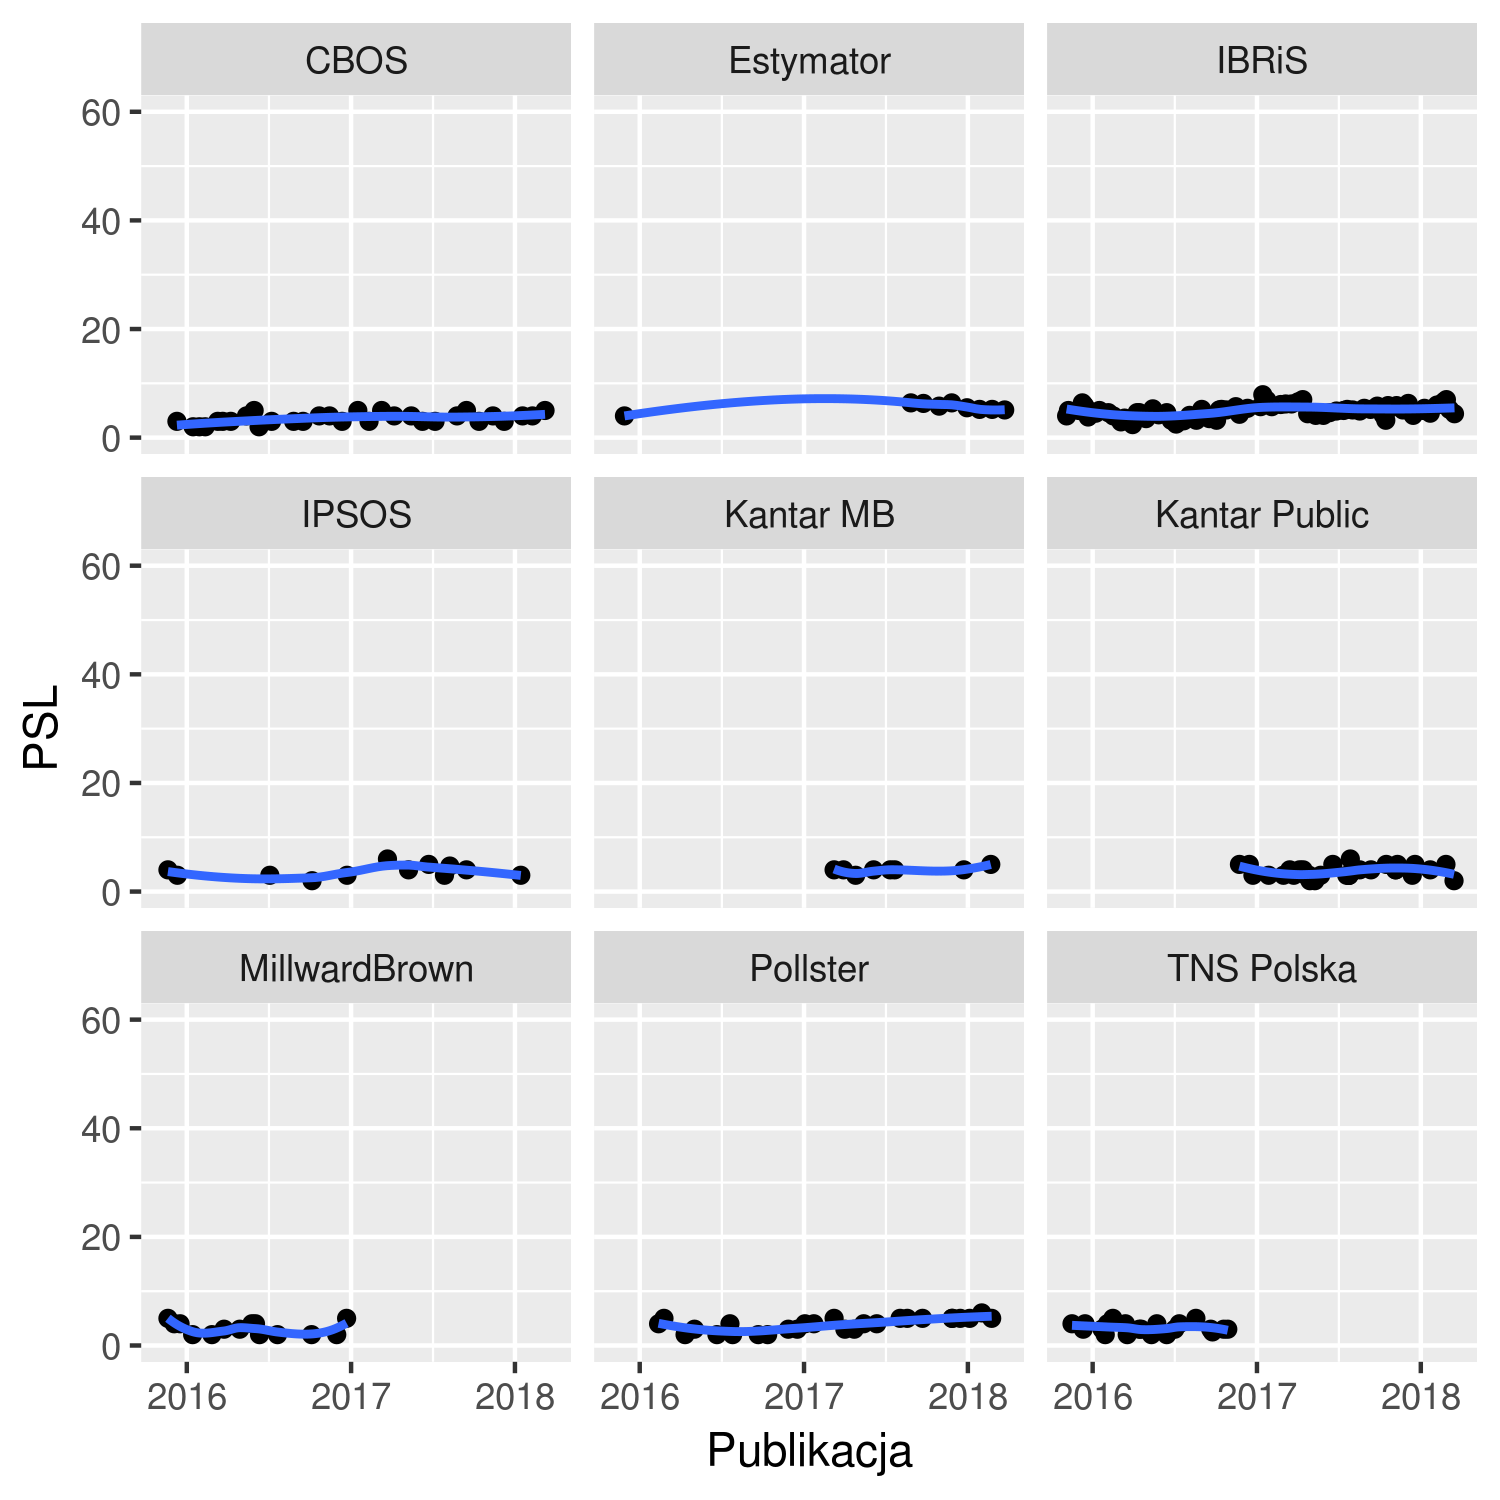 CBOS
Estymator
IBRiS
60
40
20
0
IPSOS
Kantar MB
Kantar Public
60
40
20
0
PSL
MillwardBrown
Pollster
TNS Polska
60
40
20
0
2016 2017 2018
2016 2017 2018
2016 2017 2018
Publikacja